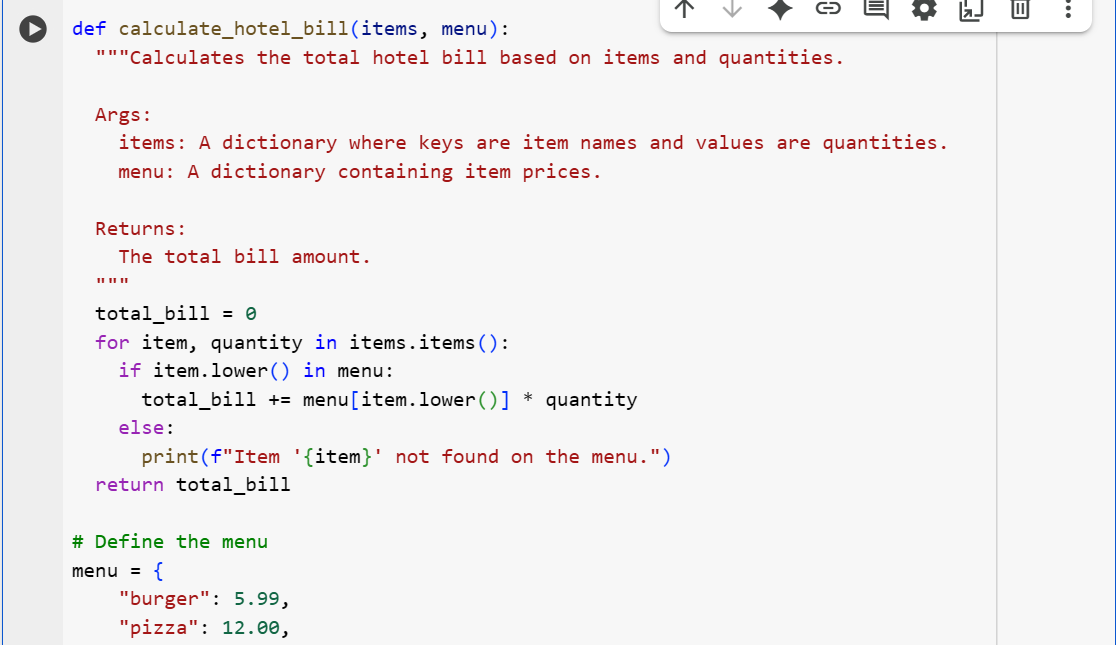 def calculate_hotel_bill(items, menu):
  """Calculates the total hotel bill based on items and quantities.

  Args:
    items: A dictionary where keys are item names and values are quantities.
    menu: A dictionary containing item prices.

  Returns:
    The total bill amount.
  """
  total_bill = 0
  for item, quantity in items.items():
    if item.lower() in menu:
      total_bill += menu[item.lower()] * quantity
    else:
      print(f"Item '{item}' not found on the menu.")
  return total_bill

# Define the menu
menu = {
    "burger": 5.99,
    "pizza": 12.00,